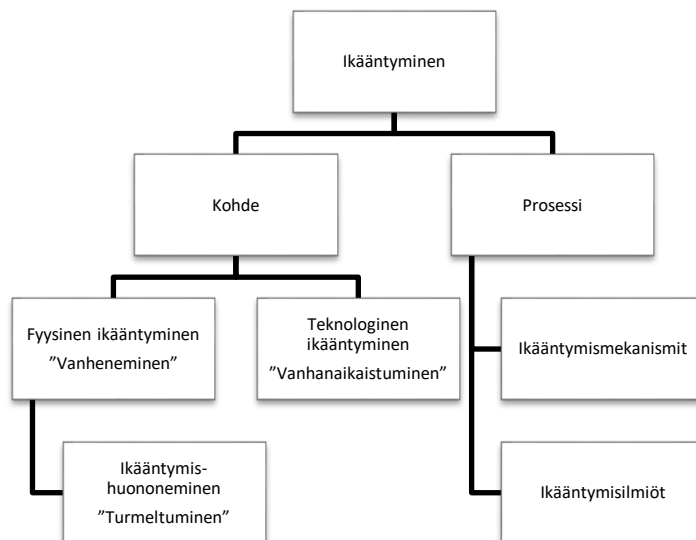 Ikääntyminen
Kohde
Prosessi
Fyysinen ikääntyminen
”Vanheneminen”
Teknologinen
ikääntyminen
”Vanhanaikaistuminen”
Ikääntymismekanismit
Ikääntymis-
huononeminen
”Turmeltuminen”
Ikääntymisilmiöt